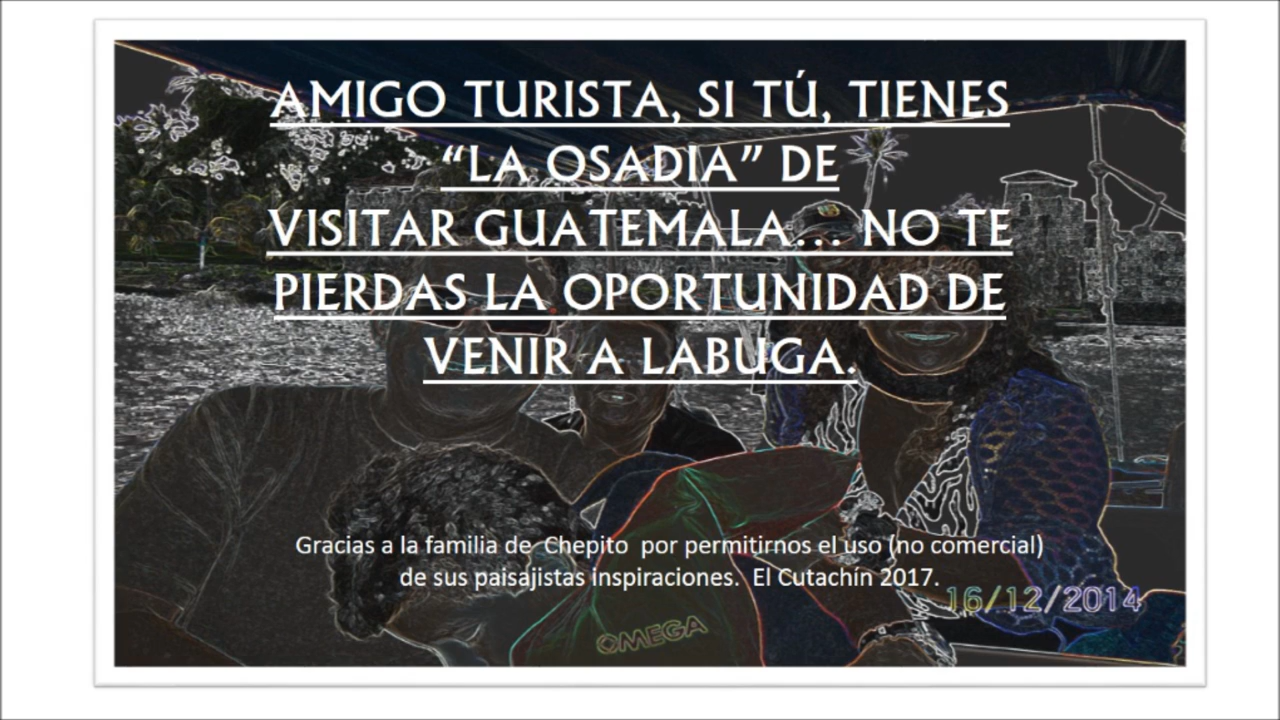 AMIGO TURISTA, SI TÚ, TIENES
“LA OSADIA” DE
VISITAR GUATEMALA... NO TE
PIERDAS LA OPORTUNIDAD DE
VENIR A LABUGA.
Gracias a la familia de Chepito por permitirnos el uso (no comercial)
de sus paisajistas inspiraciones. El Cutachín 2017.
16/12/2014
OMEGA